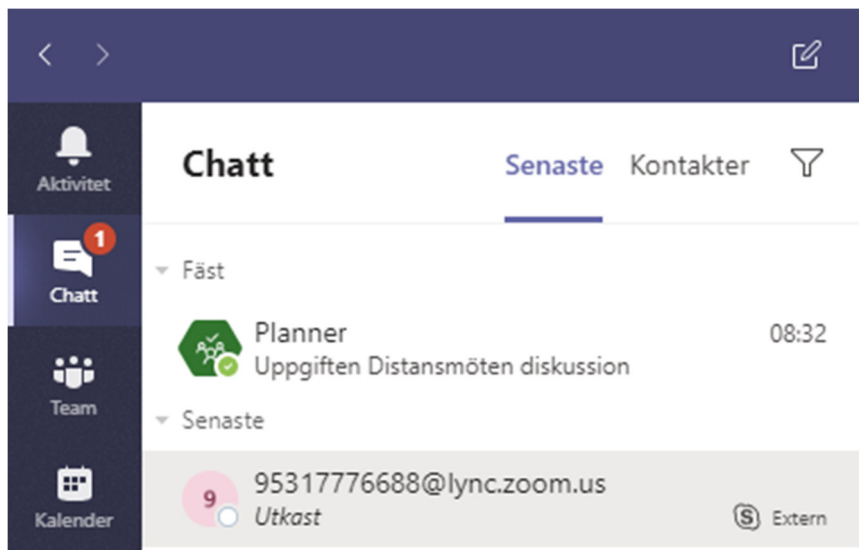 Chatt Senaste Kontakter
Aktivitet
1
Chatt
Team
Kalender
Fäst
Planner 08:32
Uppgiften Distansmöten diskussion
Senaste
9 95317776688@lync.zoom.us
Utkast S Extern